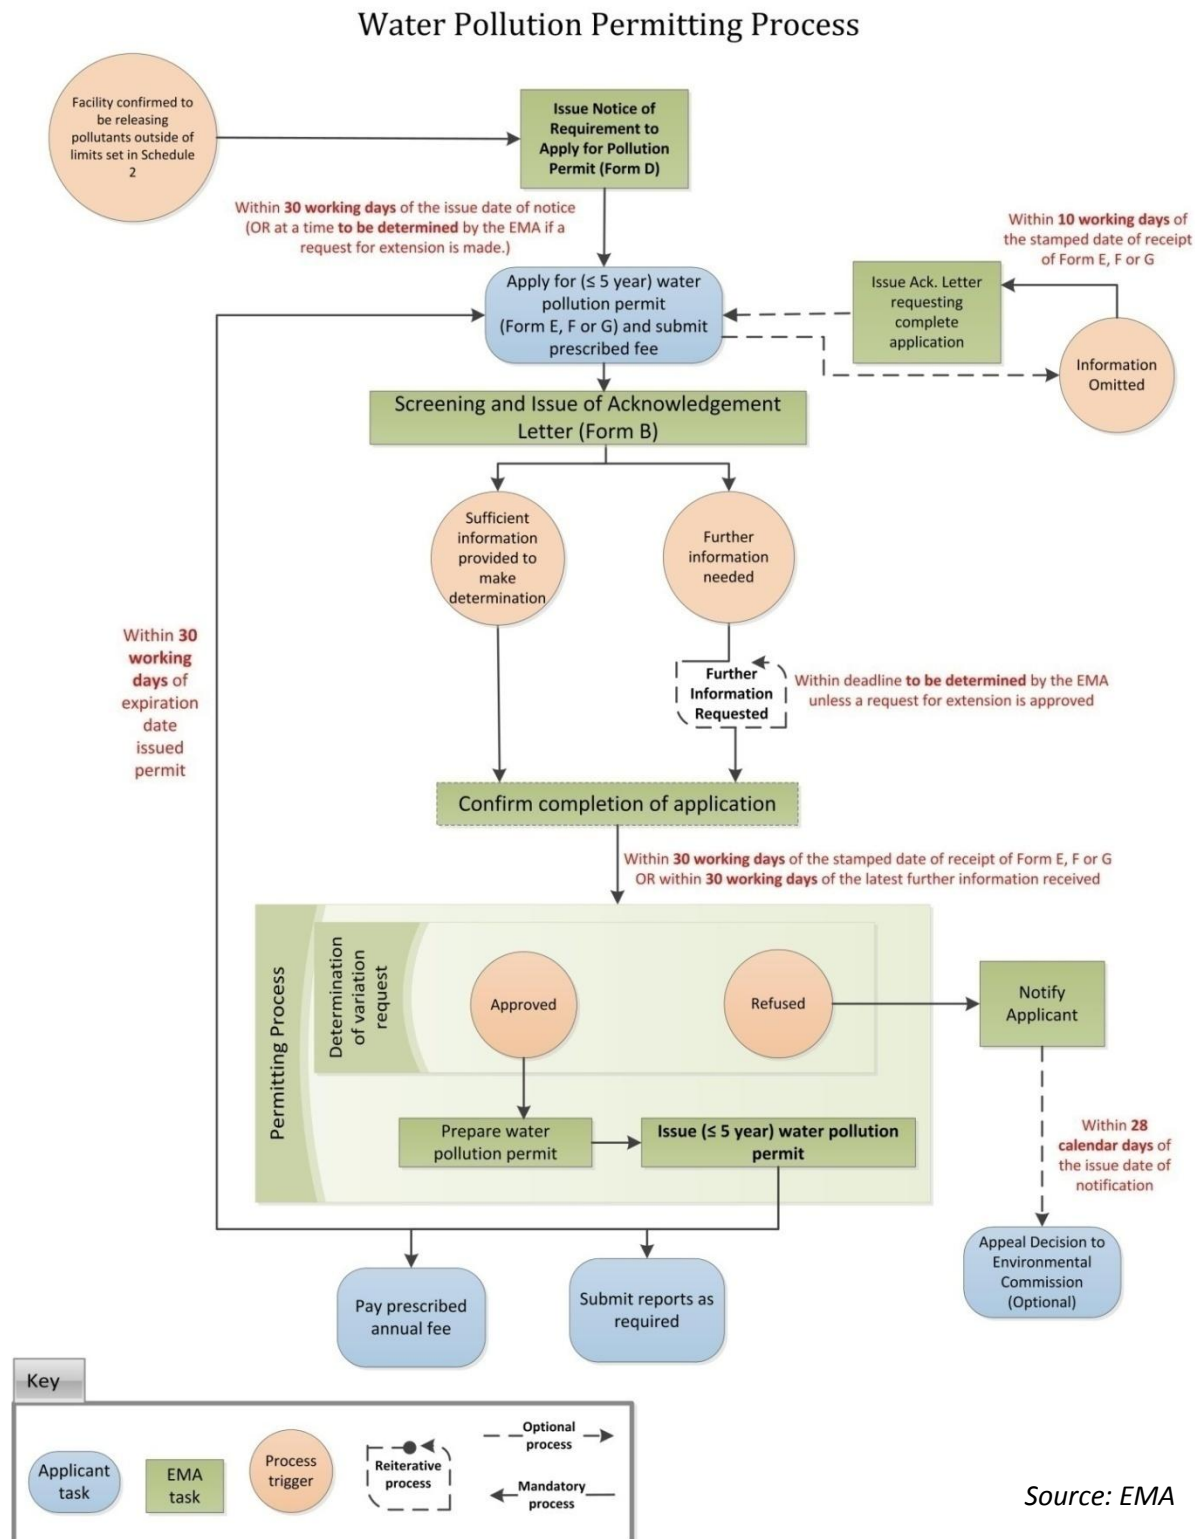 Water Pollution Permitting Process
Facility confirmed to
be releasing
pollutants outside of
limits set in Schedule
2
Issue Notice of
Requirement to
Apply for Pollution
Permit (Form D)
Within 30 working days of the issue date of notice
(OR at a time to be determined by the EMA if a
request for extension is made.)
Within 10 working days of
the stamped date of receipt
of Form E, F or G
Apply for (≤ 5 year) water
pollution permit
(Form E, F or G) and submit
prescribed fee
Issue Ack. Letter
requesting
complete
application
Information
Omitted
Screening and Issue of Acknowledgement
Letter (Form B)
Sufficient
information
provided to
make
determination
Further
information
needed
Within 30
working
days of
expiration
date
issued
permit
Further
Information
Requested
Within deadline to be determined by the EMA
unless a request for extension is approved
Confirm completion of application
Within 30 working days of the stamped date of receipt of Form E, F or G
OR within 30 working days of the latest further information received
Permitting Process
Determination
of variation
request
Approved
Refused
Notify
Applicant
Prepare water
pollution permit
Issue (≤ 5 year) water pollution
permit
Within 28
calendar days of
the issue date of
notification
Appeal Decision to
Environmental
Commission
(Optional)
Pay prescribed
annual fee
Submit reports as
required
Key
Applicant
task
EMA
task
Process
trigger
Reiterative
process
Optional
process
Mandatory
process
Source: EMA